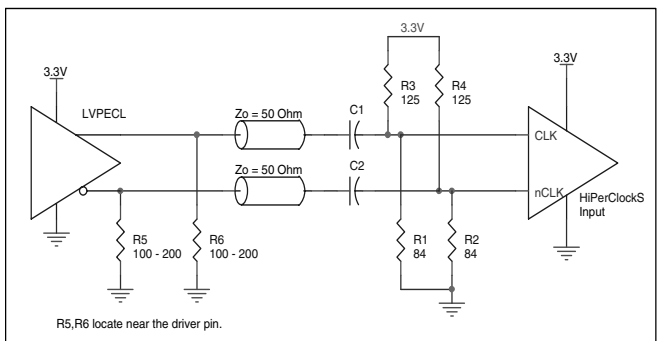 3.3V
3.3V
3.3V
R3
125
R4
125
LVPECL
Zo = 50 Ohm
C1
CLK
Zo = 50 Ohm
C2
nCLK
HiPerClockS
Input
R5
100 - 200
R6
100 - 200
R1
84
R2
84
R5,R6 locate near the driver pin.